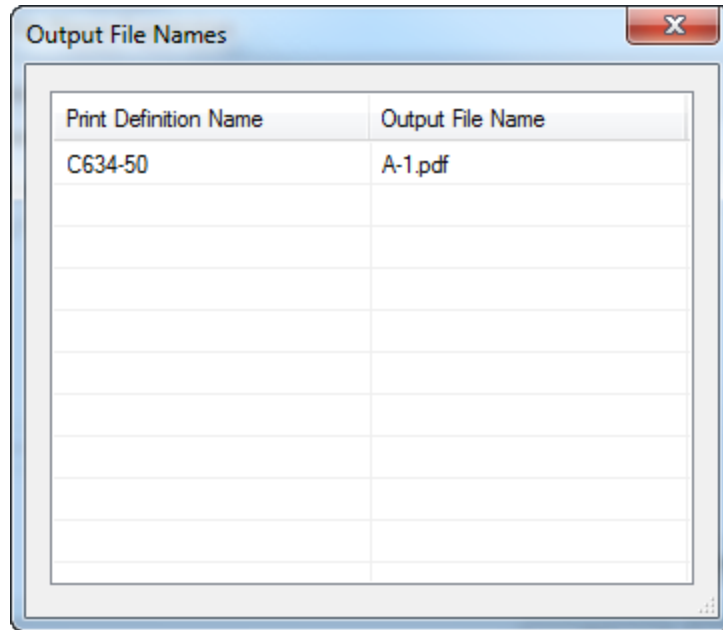 Output File Names
Print Definition Name Output File Name
C634-50 A-1.pdf